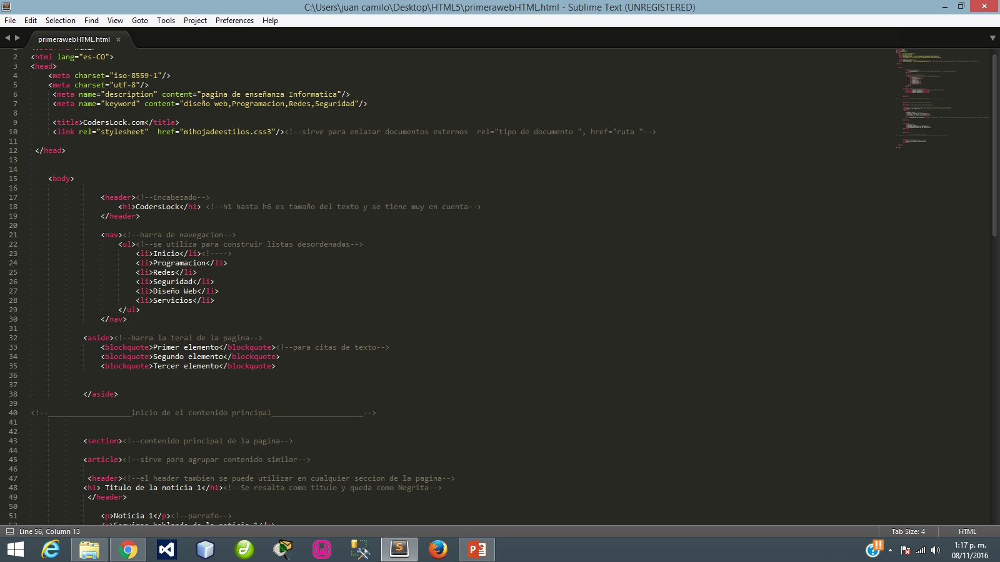 C:\Users\juan camilo\Desktop\HTML5\primerawebHTML.html - Sublime Text (UNREGISTERED)
File Edit Selection Find View Goto Tools Project Preferences Help
primerawebHTML.html ×
2 <html lang="es-CO">
3 <head>
4 <meta charset="iso-8559-1"/>
5 <meta charset="utf-8"/>
6 <meta name="description" content="pagina de enseñanza Informatica"/>
7 <meta name="keyword" content="diseño web,Programacion,Redes,Seguridad"/>
8
9 <title>CodersLock.com</title>
10 <link rel="stylesheet"  href="mihojadeestilos.css3"/><!--sirve para enlazar documentos externos  rel="tipo de documento ", href="ruta "-->
11
12 </head>
13
14
15 <body>
16
17 <header><!--Encabezado-->
18 <h1>CodersLock</h1> <!--h1 hasta h6 es tamaño del texto y se tiene muy en cuenta-->
19 </header>
20
21 <nav><!--barra de navegacion-->
22 <ul><!--se utiliza para construir listas desordenadas-->
23 <li>Inicio</li><!---->
24 <li>Programacion</li>
25 <li>Redes</li>
26 <li>Seguridad</li>
27 <li>Diseño Web</li>
28 <li>Servicios</li>
29 </ul>
30 </nav>
31
32 <aside><!--barra la teral de la pagina-->
33 <blockquote>Primer elemento</blockquote><!--para citas de texto-->
34 <blockquote>Segundo elemento</blockquote>
35 <blockquote>Tercer elemento</blockquote>
36
37
38 </aside>
39
40 <!--___________________inicio de el contenido principal_____________________-->
41
42
43 <section><!--contenido principal de la pagina-->
44
45 <article><!--sirve para agrupar contenido similar-->
46
47 <header><!--el header tambien se puede utilizar en cualquier seccion de la pagina-->
48 <h1> Titulo de la noticia 1</h1><!--Se resalta como titulo y queda como Negrita-->
49 </header>
50
51 <p>Noticia 1</p><!--parrafo-->
Line 56, Column 13 Tab Size: 4 HTML
1:17 p. m.
08/11/2016